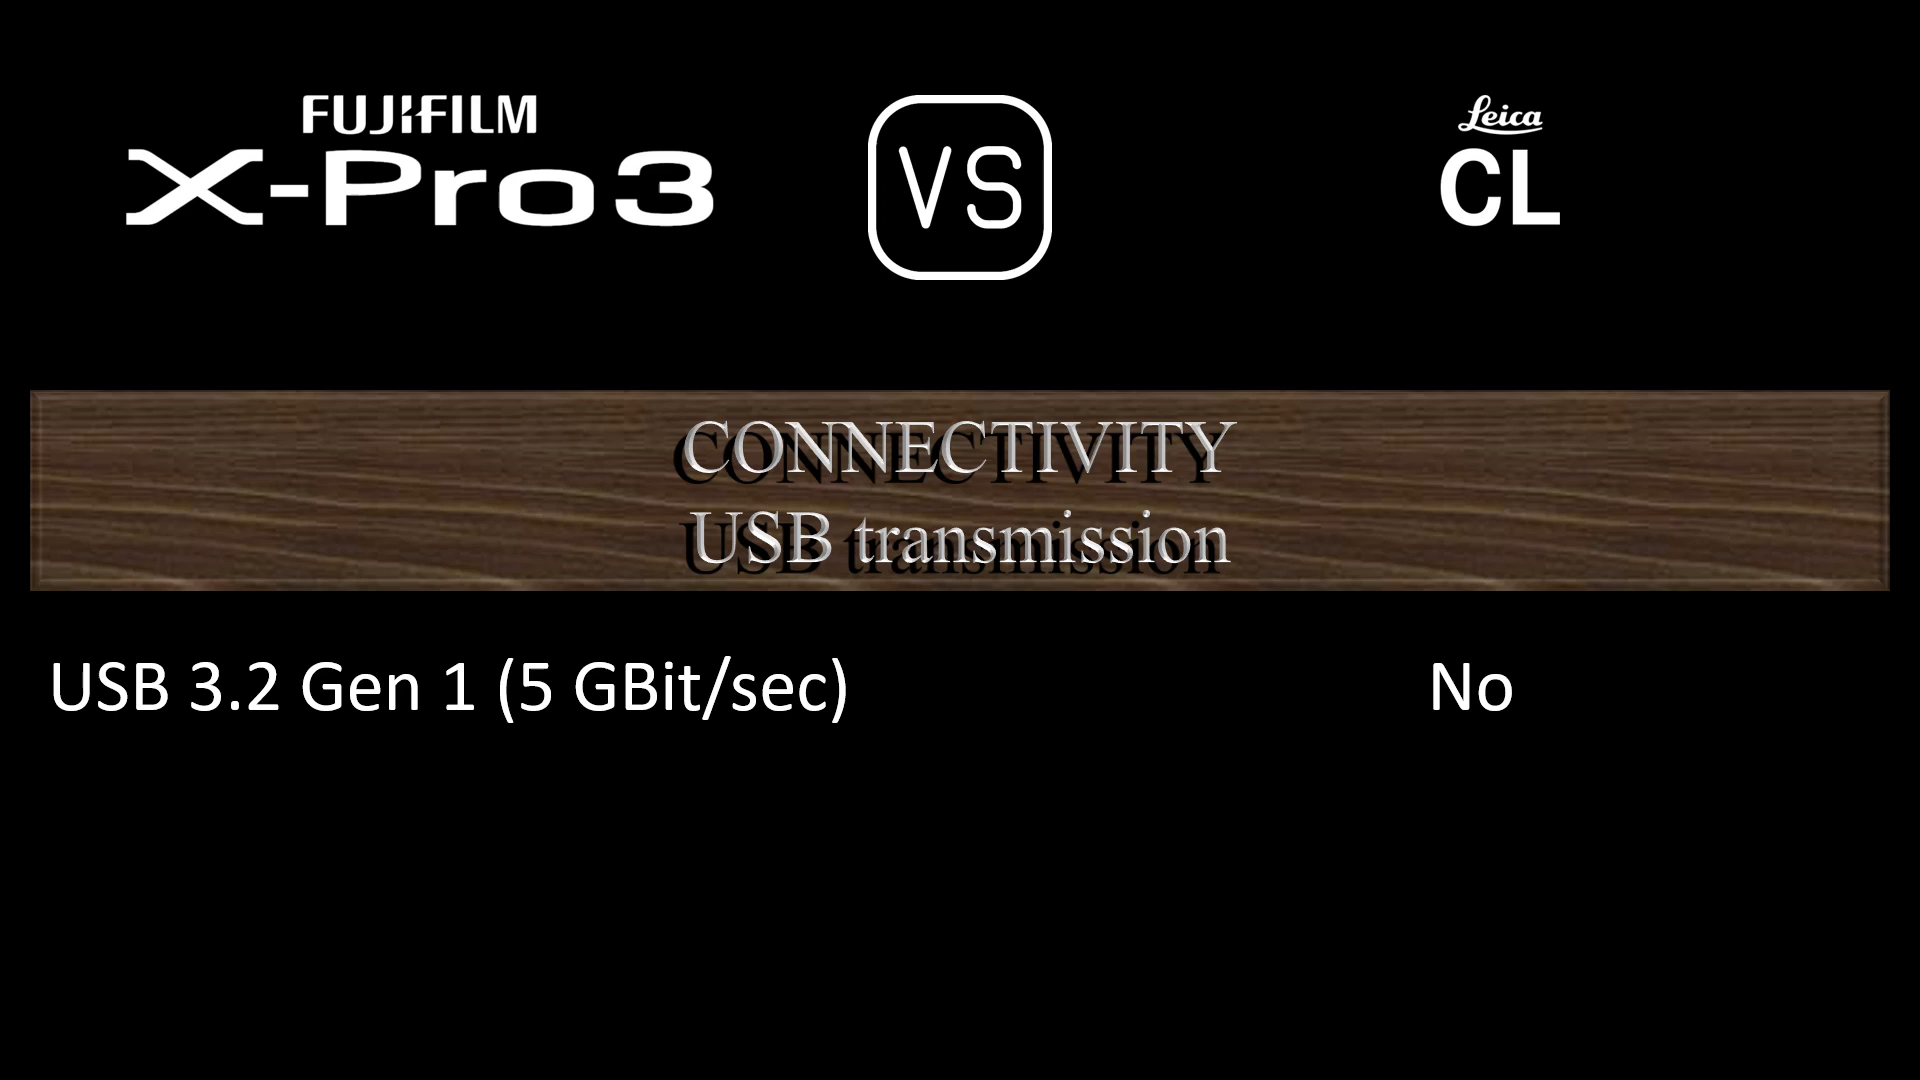 FUJIFILM
X-Pro3
VS
Leica
CL
CONNECTIVITY
USB transmission
USB 3.2 Gen 1 (5 GBit/sec)
No